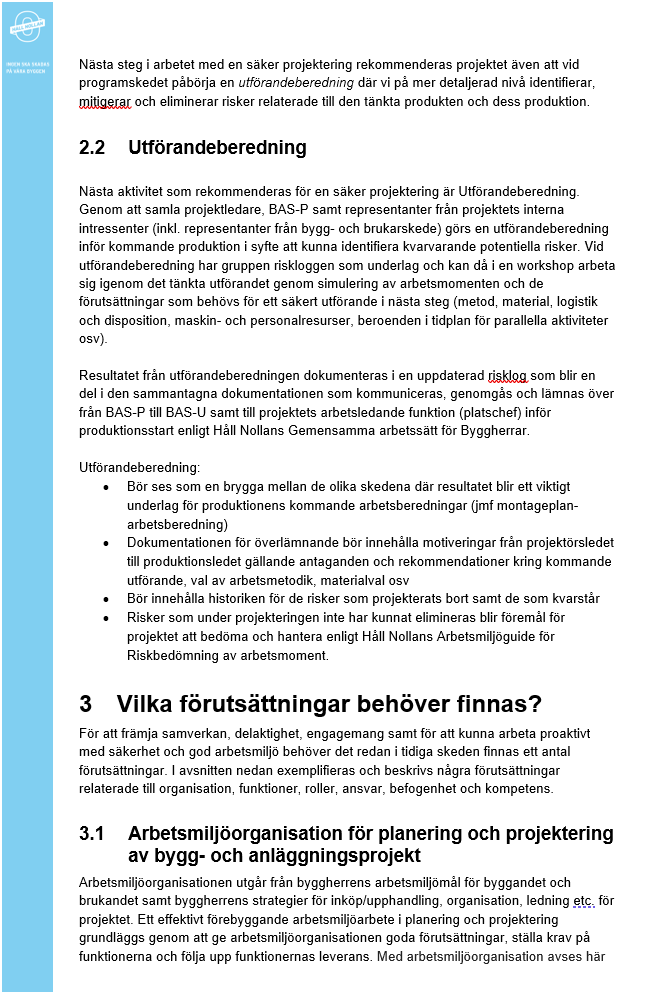 HÅLL NOLLAN
INGEN SKA SKADAS
PÅ VÅRA BYGGEN
Nästa steg i arbetet med en säker projektering rekommenderas projektet även att vid
programskedet påbörja en utförandeberedning där vi på mer detaljerad nivå identifierar,
mitigerar och eliminerar risker relaterade till den tänkta produkten och dess produktion.
2.2 Utförandeberedning
Nästa aktivitet som rekommenderas för en säker projektering är Utförandeberedning.
Genom att samla projektledare, BAS-P samt representanter från projektets interna
intressenter (inkl. representanter från bygg- och brukarskede) görs en utförandeberedning
inför kommande produktion i syfte att kunna identifiera kvarvarande potentiella risker. Vid
utförandeberedning har gruppen riskloggen som underlag och kan då i en workshop arbeta
sig igenom det tänkta utförandet genom simulering av arbetsmomenten och de
förutsättningar som behövs för ett säkert utförande i nästa steg (metod, material, logistik
och disposition, maskin- och personalresurser, beroenden i tidplan för parallella aktiviteter
osv).
Resultatet från utförandeberedningen dokumenteras i en uppdaterad risklog som blir en
del i den sammantagna dokumentationen som kommuniceras, genomgås och lämnas över
från BAS-P till BAS-U samt till projektets arbetsledande funktion (platschef) inför
produktionsstart enligt Håll Nollans Gemensamma arbetssätt för Byggherrar.
Utförandeberedning:
• Bör ses som en brygga mellan de olika skedena där resultatet blir ett viktigt
underlag för produktionens kommande arbetsberedningar (jmf montageplan-
arbetsberedning)
• Dokumentationen för överlämnande bör innehålla motiveringar från projektörsledet
till produktionsledet gällande antaganden och rekommendationer kring kommande
utförande, val av arbetsmetodik, materialval osv
• Bör innehålla historiken för de risker som projekterats bort samt de som kvarstår
• Risker som under projekteringen inte har kunnat elimineras blir föremål för
projektet att bedöma och hantera enligt Håll Nollans Arbetsmiljöguide för
Riskbedömning av arbetsmoment.
3 Vilka förutsättningar behöver finnas?
För att främja samverkan, delaktighet, engagemang samt för att kunna arbeta proaktivt
med säkerhet och god arbetsmiljö behöver det redan i tidiga skeden finnas ett antal
förutsättningar. I avsnitten nedan exemplifieras och beskrivs några förutsättningar
relaterade till organisation, funktioner, roller, ansvar, befogenhet och kompetens.
3.1 Arbetsmiljöorganisation för planering och projektering
av bygg- och anläggningsprojekt
Arbetsmiljöorganisationen utgår från byggherrens arbetsmiljömål för byggandet och
brukandet samt byggherrens strategier för inköp/upphandling, organisation, ledning etc. för
projektet. Ett effektivt förebyggande arbetsmiljöarbete i planering och projektering
grundläggs genom att ge arbetsmiljöorganisationen goda förutsättningar, ställa krav på
funktionerna och följa upp funktionernas leverans. Med arbetsmiljöorganisation avses här